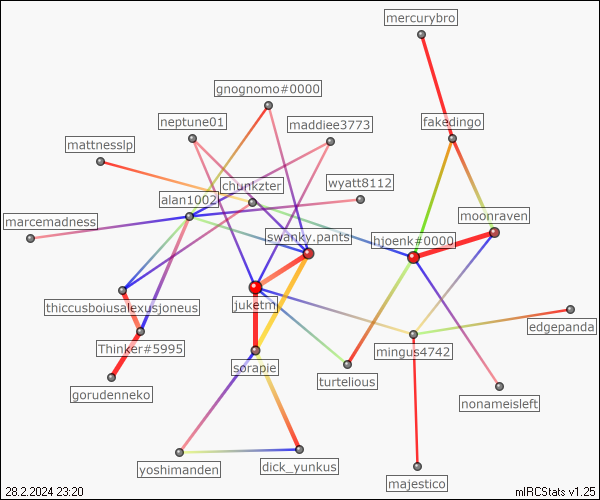 mercurybro
gnognomo#0000
neptune01
maddiee3773
fakedingo
mattnesslp
chunkzter
wyatt8112
alan1002
marcemadness
moonraven
swanky.pants
hjoenk#0000
thiccusboiusalexusjoneus
juketm
edgepanda
Thinker#5995
mingus4742
sorapie
turtelious
gorudenneko
nonameisleft
yoshimanden
dick_yunkus
majestico
28.2.2024 23:20
mIRCStats v1.25